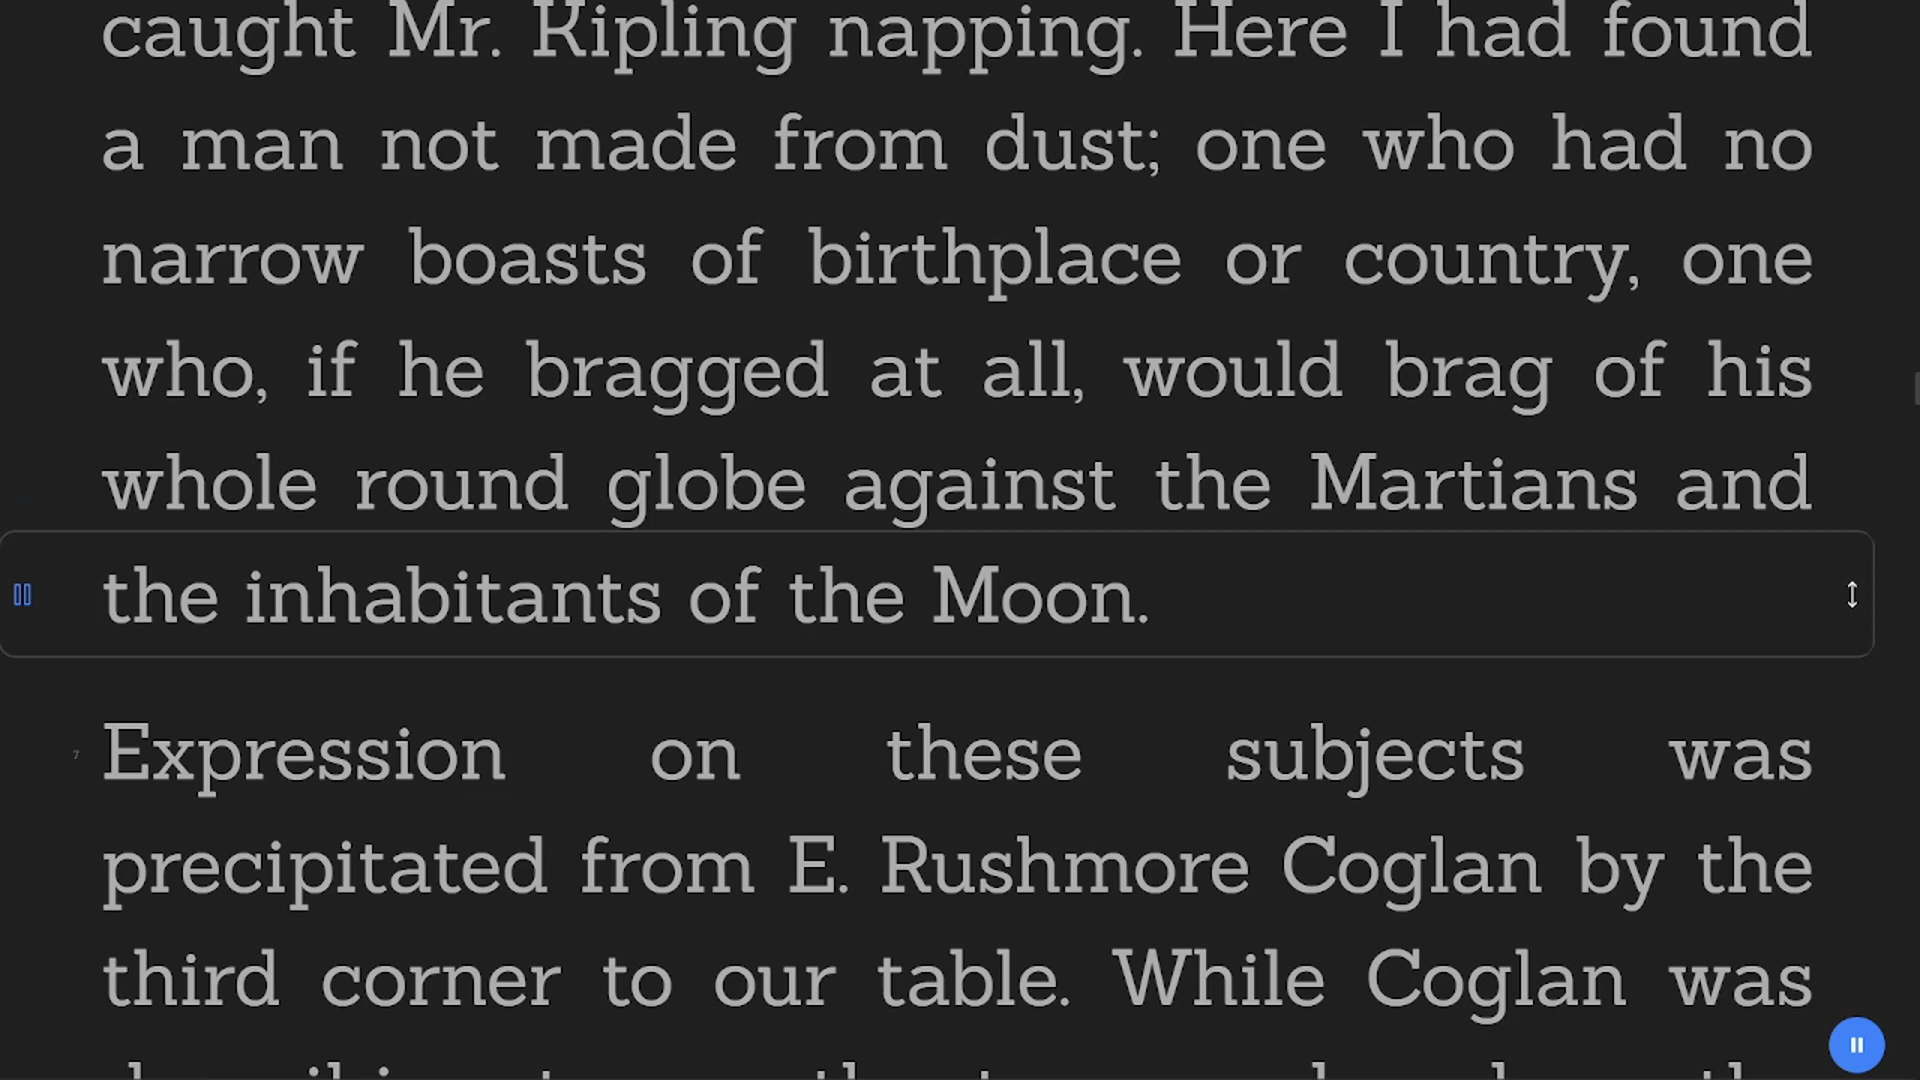 caught Mr. Kipling napping. Here I had found
a man not made from dust; one who had no
narrow boasts of birthplace or country, one
who, if he bragged at all, would brag of his
whole round globe against the Martians and
the inhabitants of the Moon.
7 Expression on these subjects was
precipitated from E. Rushmore Coglan by the
third corner to our table. While Coglan was